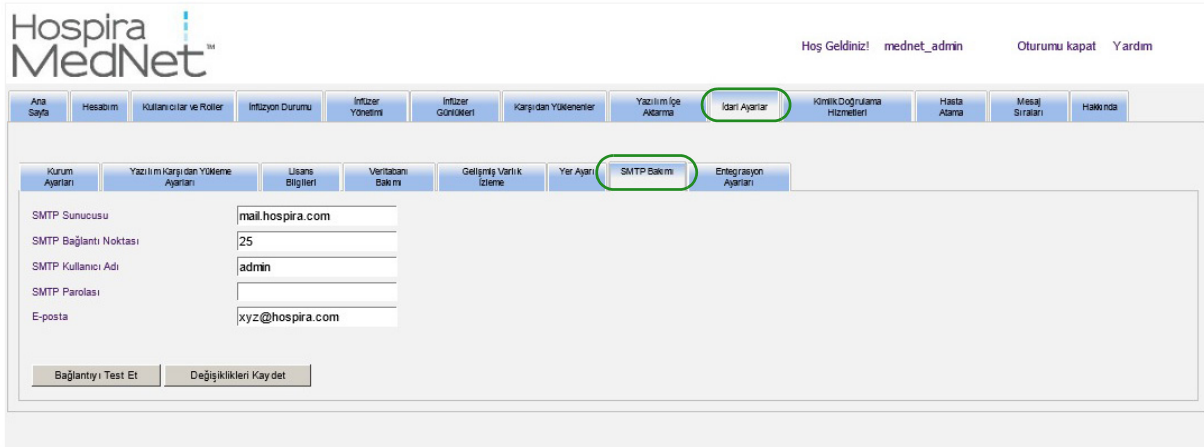 Hospira
MedNet™
Hoş Geldiniz! mednet_admin Oturumu kapat Yardım
Ana Sayfa
Hesabım
Kullanıcılar ve Roller
İnfüzyon Durumu
İnfüzer Yönetimi
İnfüzer Günlükleri
Karşıdan Yüklenenler
Yazılım İçe Aktarma
İdari Ayarlar
Kimlik Doğrulama Hizmetleri
Hasta Atama
Mesaj Sıraları
Hakkında
Kurum Ayarları
Yazılım Karşıdan Yükleme Ayarları
Lisans Bilgileri
Veritabanı Bakımı
Gelişmiş Varlık İzleme
Yer Ayarı
SMTP Bakımı
Entegrasyon Ayarları
SMTP Sunucusu mail.hospira.com
SMTP Bağlantı Noktası 25
SMTP Kullanıcı Adı admin
SMTP Parolası
E-posta xyz@hospira.com
Bağlantıyı Test Et Değişiklikleri Kaydet